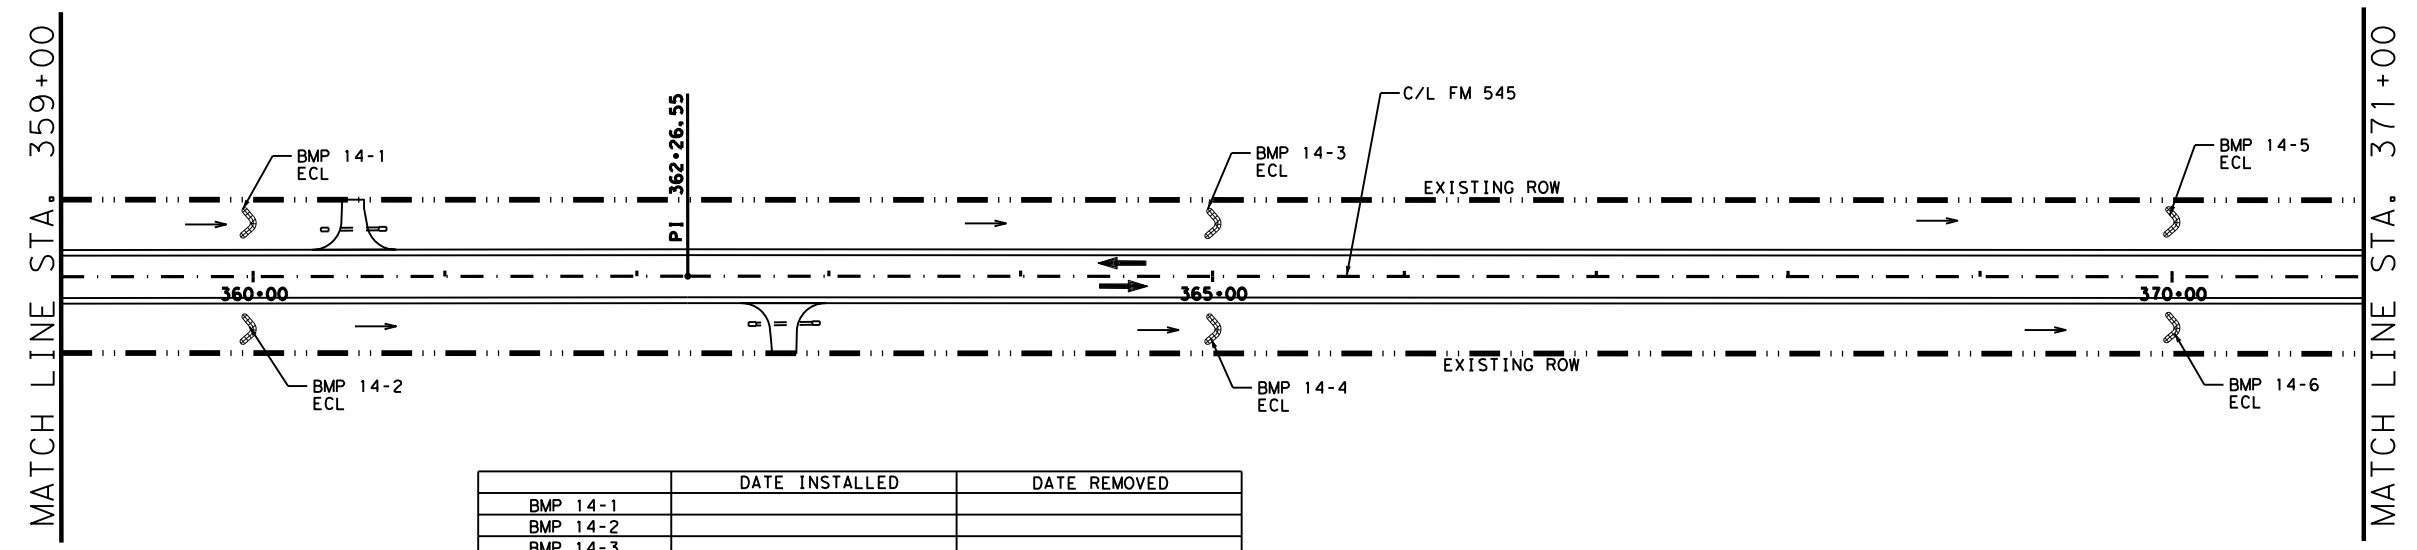 MATCH LINE STA. 359+00
BMP 14-1
ECL
PI 362+26.55
C/L FM 545
BMP 14-3
ECL
EXISTING ROW
BMP 14-5
ECL
MATCH LINE STA. 371+00
360+00
365+00
370+00
BMP 14-2
ECL
BMP 14-4
ECL
EXISTING ROW
BMP 14-6
ECL
DATE INSTALLED DATE REMOVED
BMP 14-1
BMP 14-2
BMP 14-3